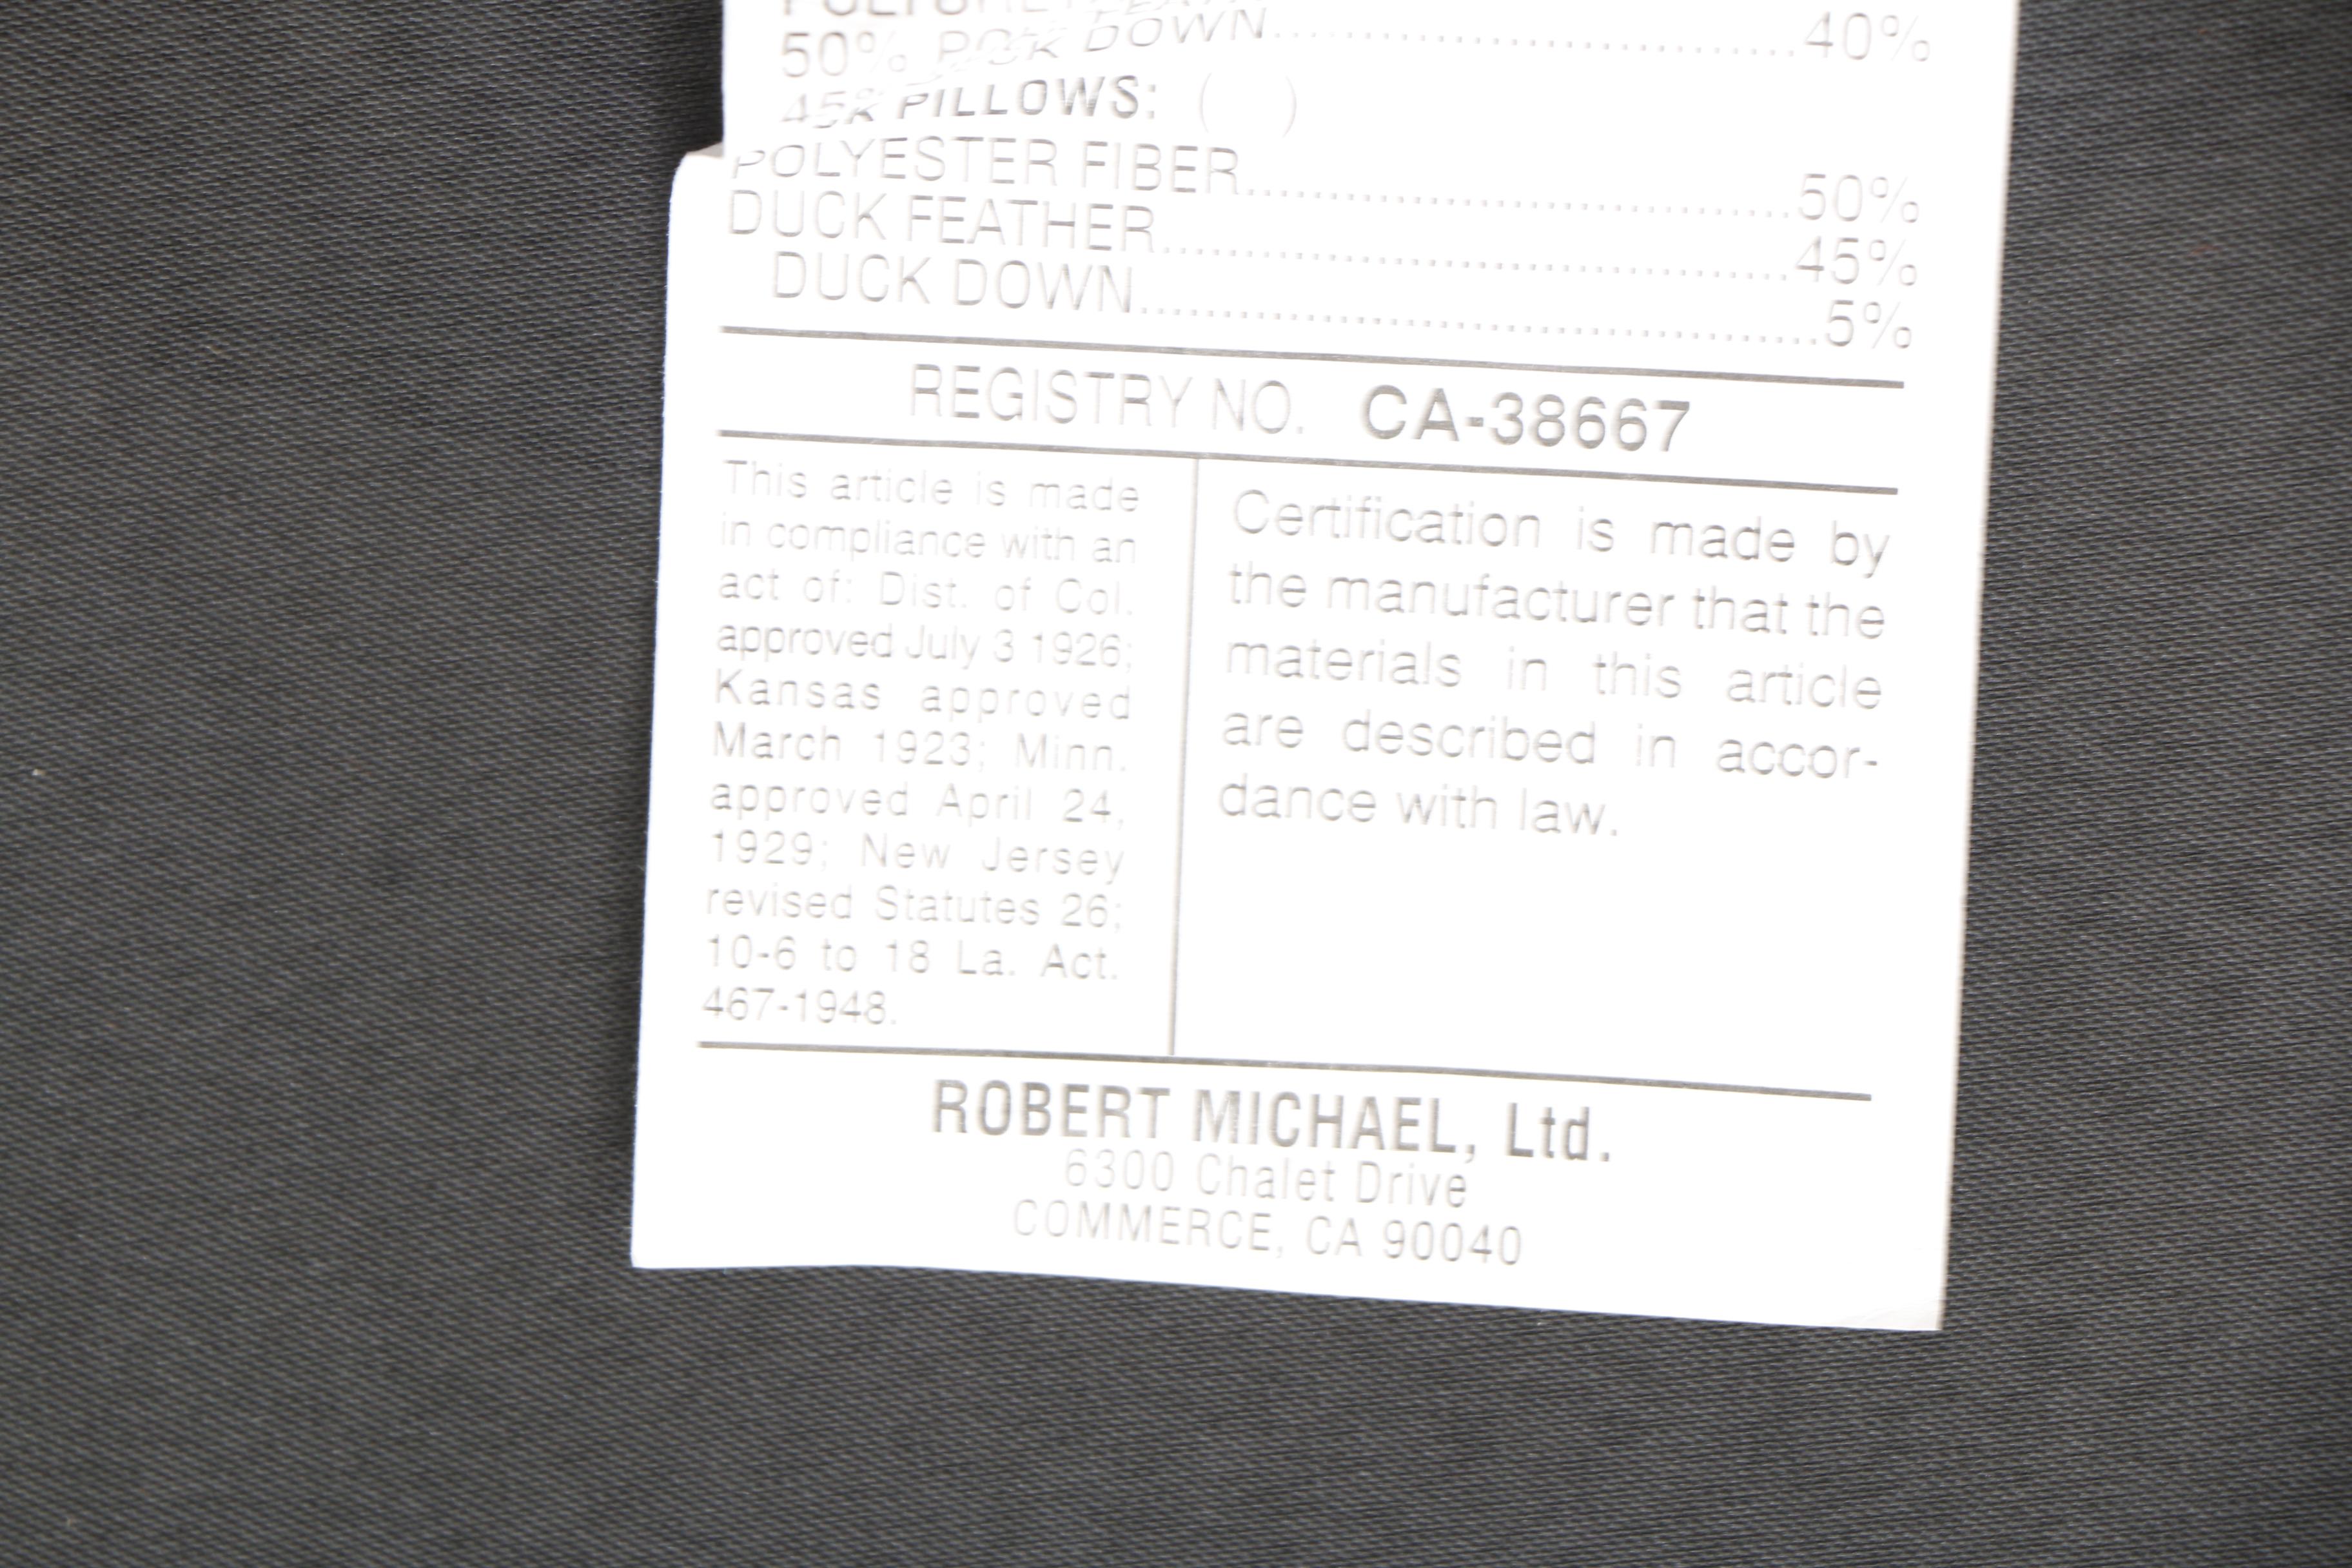 DOWN..............................40%
50%
PILLOWS: ( )
POLYESTER FIBER..............................50%
DUCK FEATHER..............................45%
DUCK DOWN..............................5%
REGISTRY NO. CA-38667
This article is made
in compliance with an
act of: Dist. of Col.
approved July 3 1926;
Kansas approved
March 1923; Minn.
approved April 24,
1929; New Jersey
revised Statutes 26;
10-6 to 18 La. Act.
467-1948.
Certification is made by
the manufacturer that the
materials in this article
are described in accor-
dance with law.
ROBERT MICHAEL, Ltd.
6300 Chalet Drive
COMMERCE, CA 90040